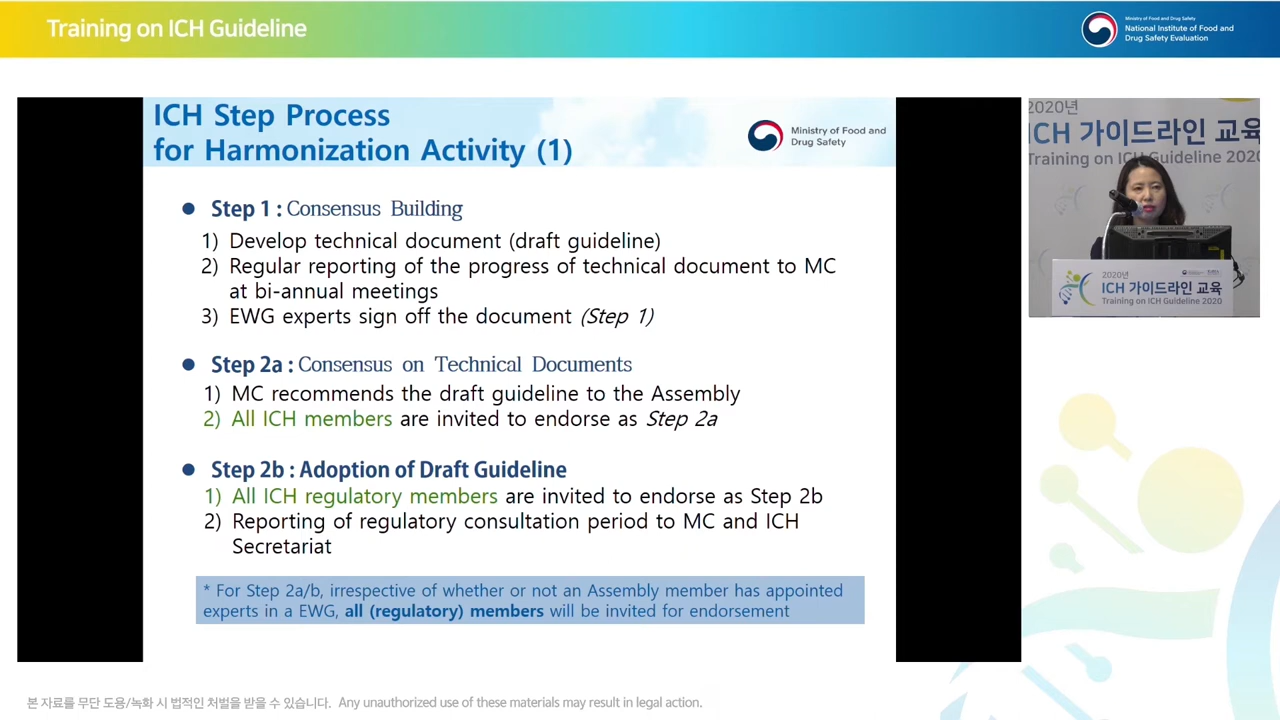 Training on ICH Guideline
Ministry of Food and Drug Safety
National Institute of Food and
Drug Safety Evaluation
ICH Step Process
for Harmonization Activity (1)
Ministry of Food and
Drug Safety
● Step 1 : Consensus Building
1) Develop technical document (draft guideline)
2) Regular reporting of the progress of technical document to MC
at bi-annual meetings
3) EWG experts sign off the document (Step 1)
● Step 2a : Consensus on Technical Documents
1) MC recommends the draft guideline to the Assembly
2) All ICH members are invited to endorse as Step 2a
● Step 2b : Adoption of Draft Guideline
1) All ICH regulatory members are invited to endorse as Step 2b
2) Reporting of regulatory consultation period to MC and ICH
Secretariat
* For Step 2a/b, irrespective of whether or not an Assembly member has appointed
experts in a EWG, all (regulatory) members will be invited for endorsement
2020년
ICH 가이드라인 교육
Training on ICH Guideline 2020
2020년
ICH 가이드라인 교육
Training on ICH Guideline 2020
본 자료를 무단 도용/녹화 시 법적인 처벌을 받을 수 있습니다. Any unauthorized use of these materials may result in legal action.